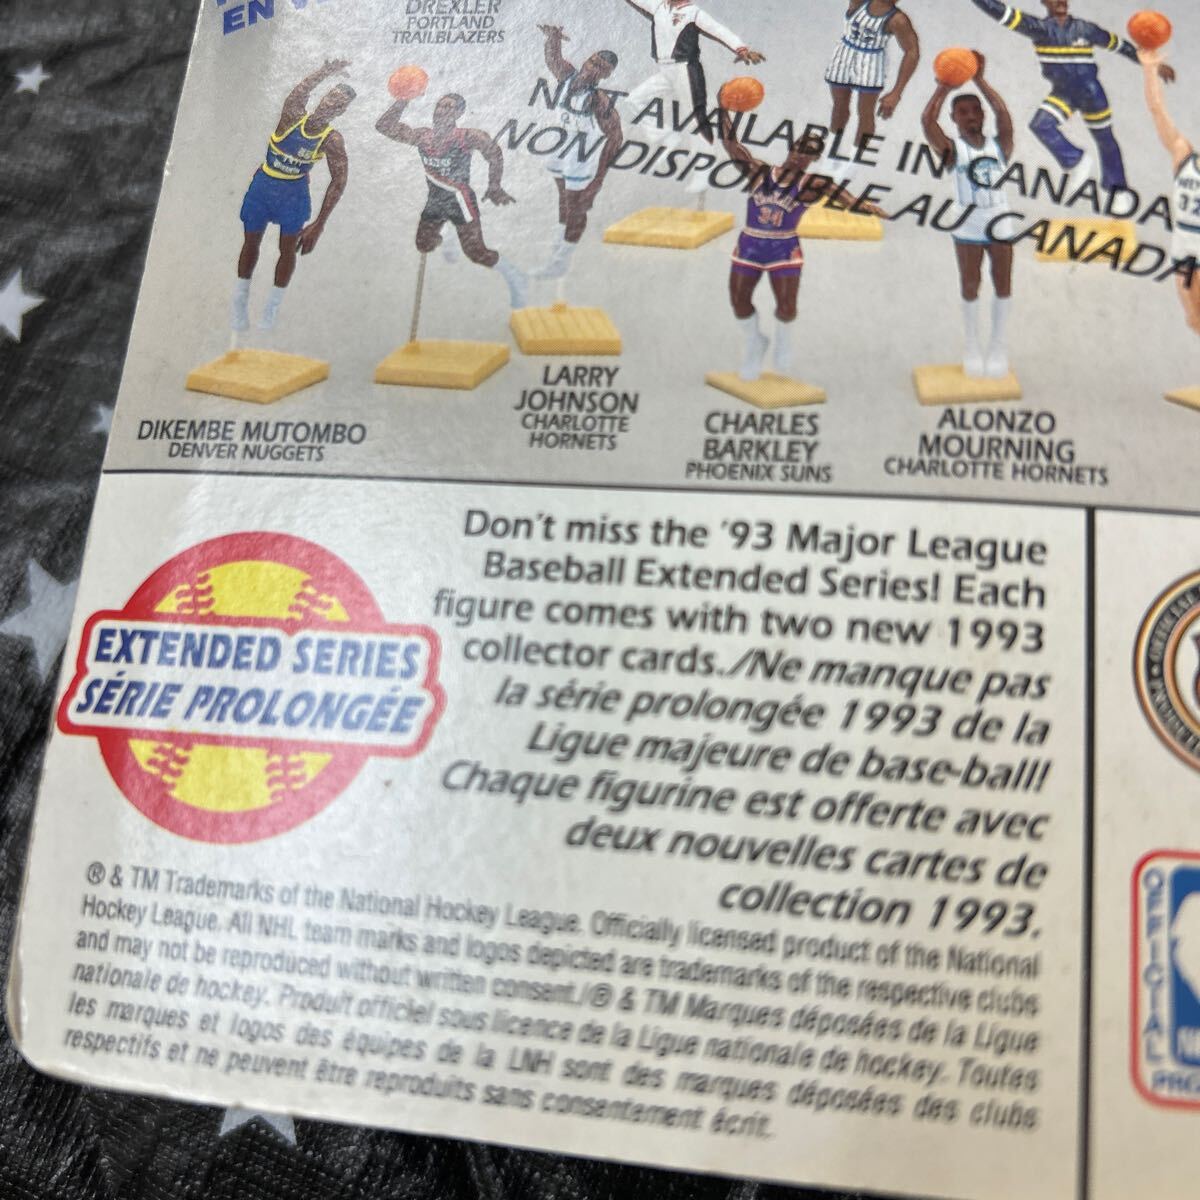 EN
DREXLER
PORTLAND
TRAILBLAZERS
NOT AVAILABLE IN CANADA
NON DISPONIBLE AU CANADA
34
DIKEMBE MUTOMBO
DENVER NUGGETS
LARRY
JOHNSON
CHARLOTTE
HORNETS
CHARLES
BARKLEY
PHOENIX SUNS
ALONZO
MOURNING
CHARLOTTE HORNETS
EXTENDED SERIES
SÉRIE PROLONGÉE
Don't miss the '93 Major League
Baseball Extended Series! Each
figure comes with two new 1993
collector cards./Ne manque pas
la série prolongée 1993 de la
Ligue majeure de base-ball!
Chaque figurine est offerte avec
deux nouvelles cartes de
collection 1993.
® & TM Trademarks of the National Hockey League. Officially licensed product of the National
Hockey League. All NHL team marks and logos depicted are trademarks of the respective clubs
and may not be reproduced without written consent./® & TM Marques déposées de la Ligue
nationale de hockey. Produit officiel sous licence de la Ligue nationale de hockey. Toutes
les marques et logos des équipes de la LNH sont des marques déposées des clubs
respectifs et ne peuvent être reproduits sans consentement écrit.
OFFICIAL